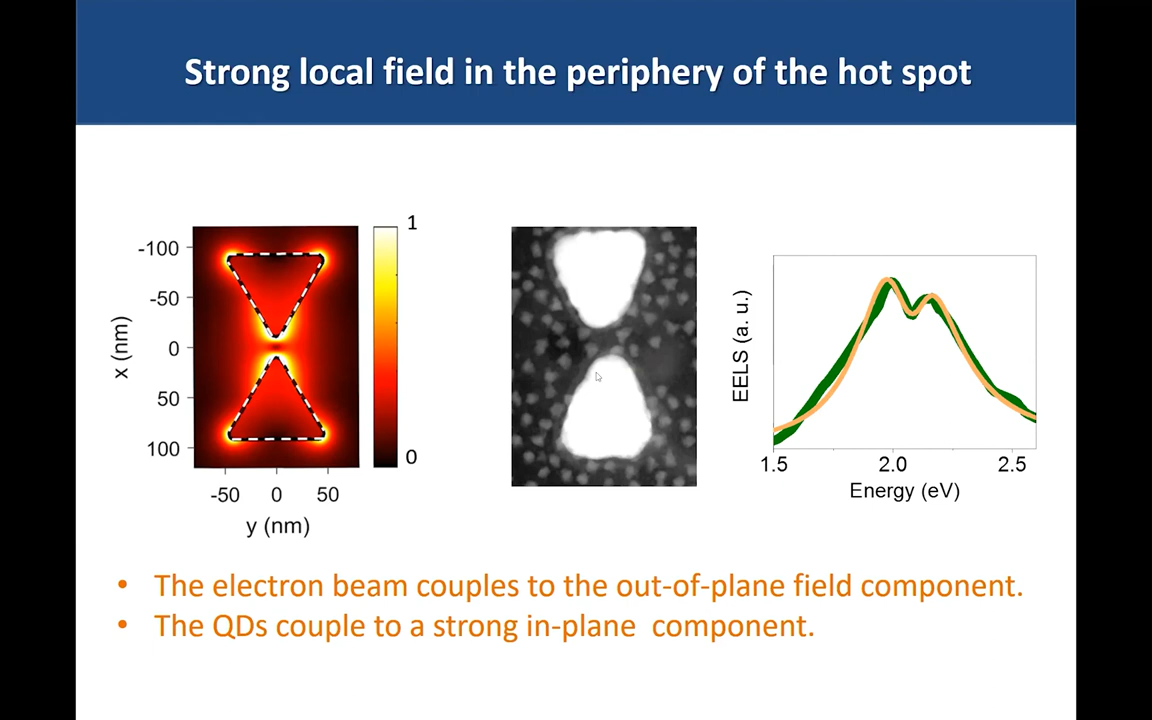 Strong local field in the periphery of the hot spot
1
-100
-50
0
50
100
x (nm)
0
-50 0 50
y (nm)
EELS (a. u.)
1.5 2.0 2.5
Energy (eV)
• The electron beam couples to the out-of-plane field component.
• The QDs couple to a strong in-plane component.